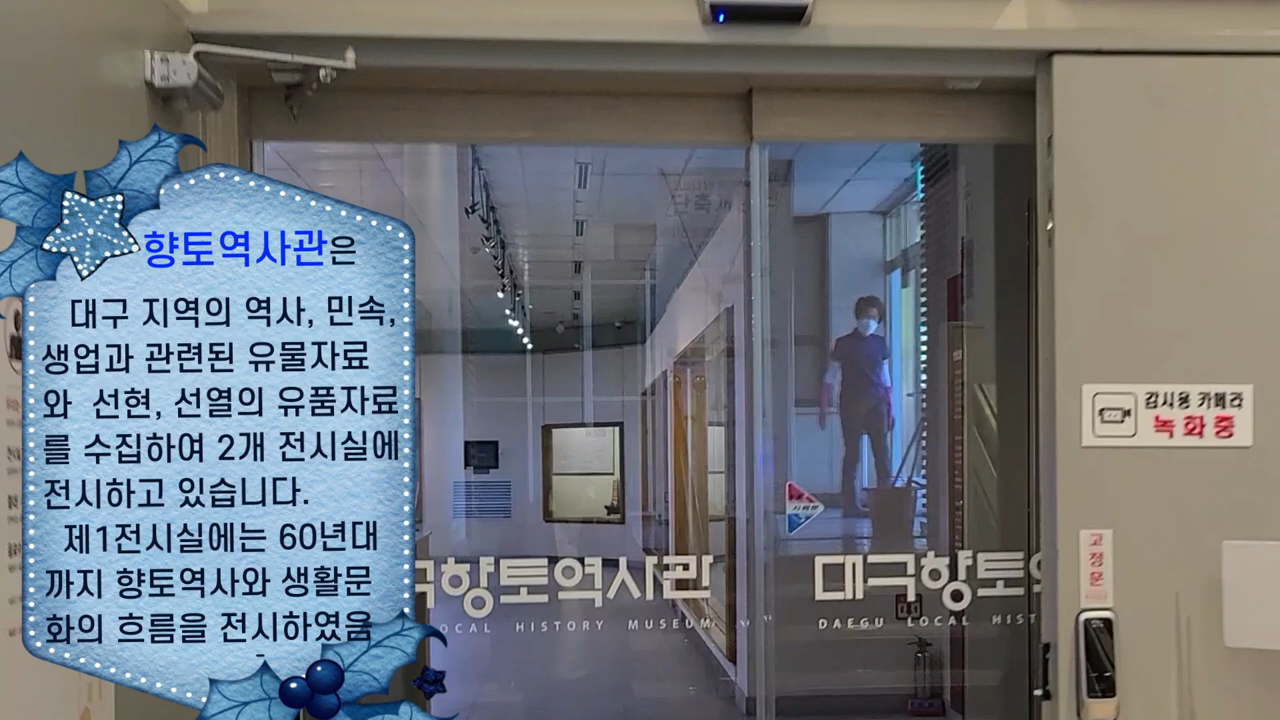 향토역사관은
대구 지역의 역사, 민속,
생업과 관련된 유물자료
와 선현, 선열의 유품자료
를 수집하여 2개 전시실에
전시하고 있습니다.
제1전시실에는 60년대
까지 향토역사와 생활문
화의 흐름을 전시하였음
구향토역사관
OCAL HISTORY MUSEUM
대구향토역
DAEGU LOCAL HIST
감시용 카메라
녹화중
고정문